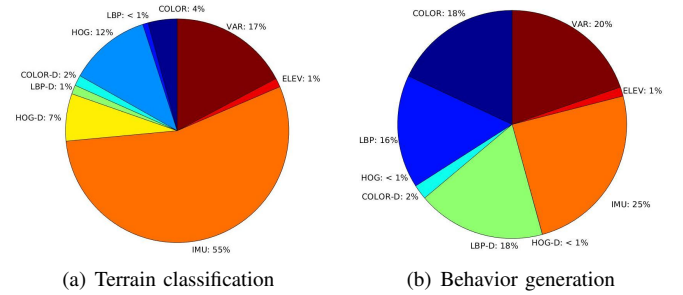 LBP: < 1%
COLOR: 4%
VAR: 17%
HOG: 12%
ELEV: 1%
COLOR-D: 2%
LBP-D: 1%
HOG-D: 7%
IMU: 55%
(a) Terrain classification
COLOR: 18%
VAR: 20%
ELEV: 1%
LBP: 16%
HOG: < 1%
COLOR-D: 2%
IMU: 25%
LBP-D: 18%
HOG-D: < 1%
(b) Behavior generation